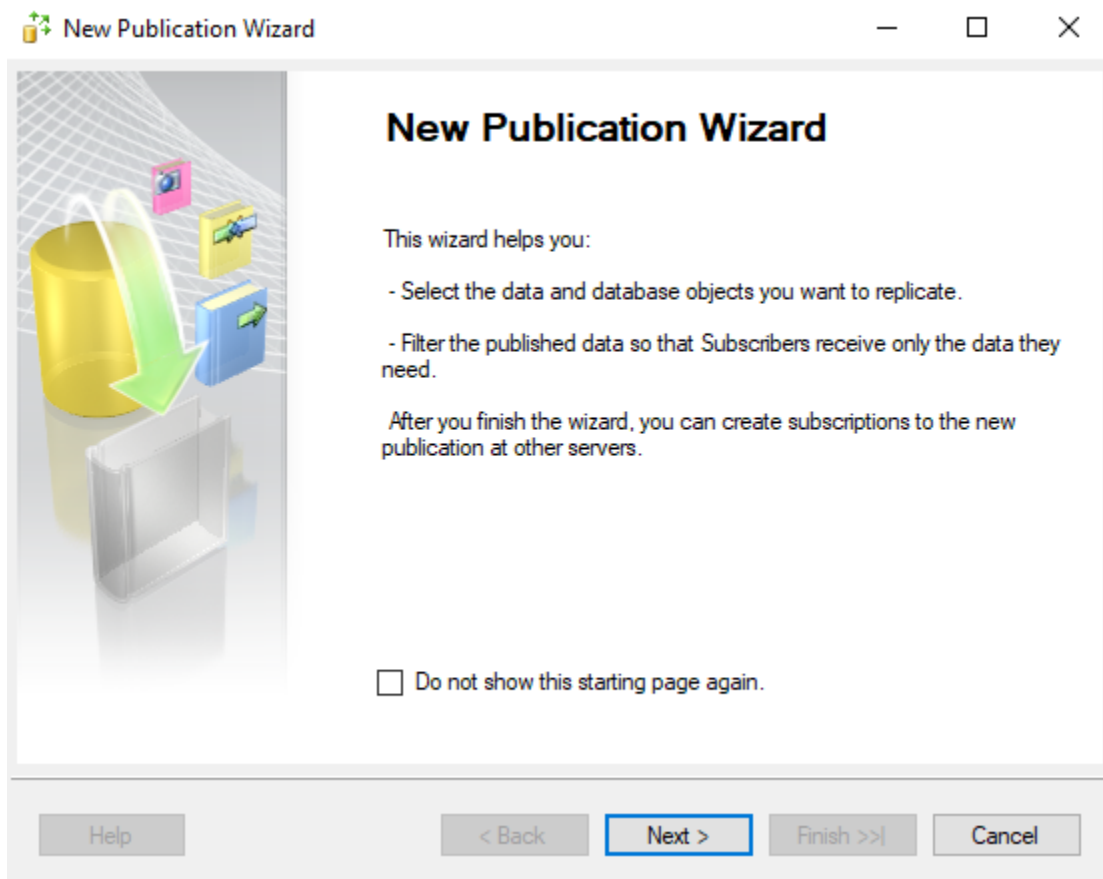 New Publication Wizard
New Publication Wizard
This wizard helps you:
- Select the data and database objects you want to replicate.
- Filter the published data so that Subscribers receive only the data they
need.
After you finish the wizard, you can create subscriptions to the new
publication at other servers.
Do not show this starting page again.
Help
< Back
Next >
Finish >>|
Cancel